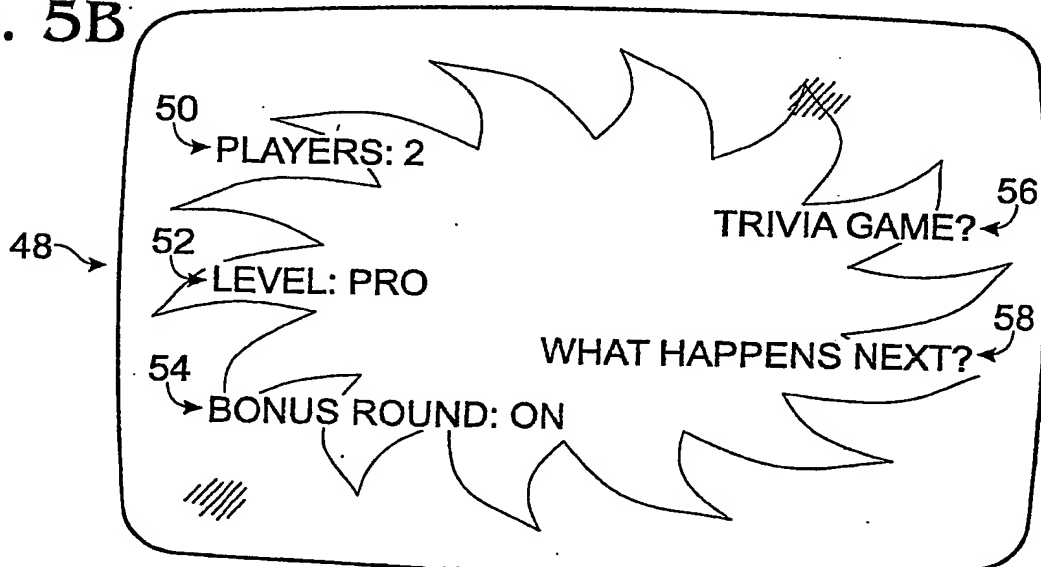 . 5B
50
PLAYERS: 2
56
TRIVIA GAME?
48
52
LEVEL: PRO
58
WHAT HAPPENS NEXT?
54
BONUS ROUND: ON